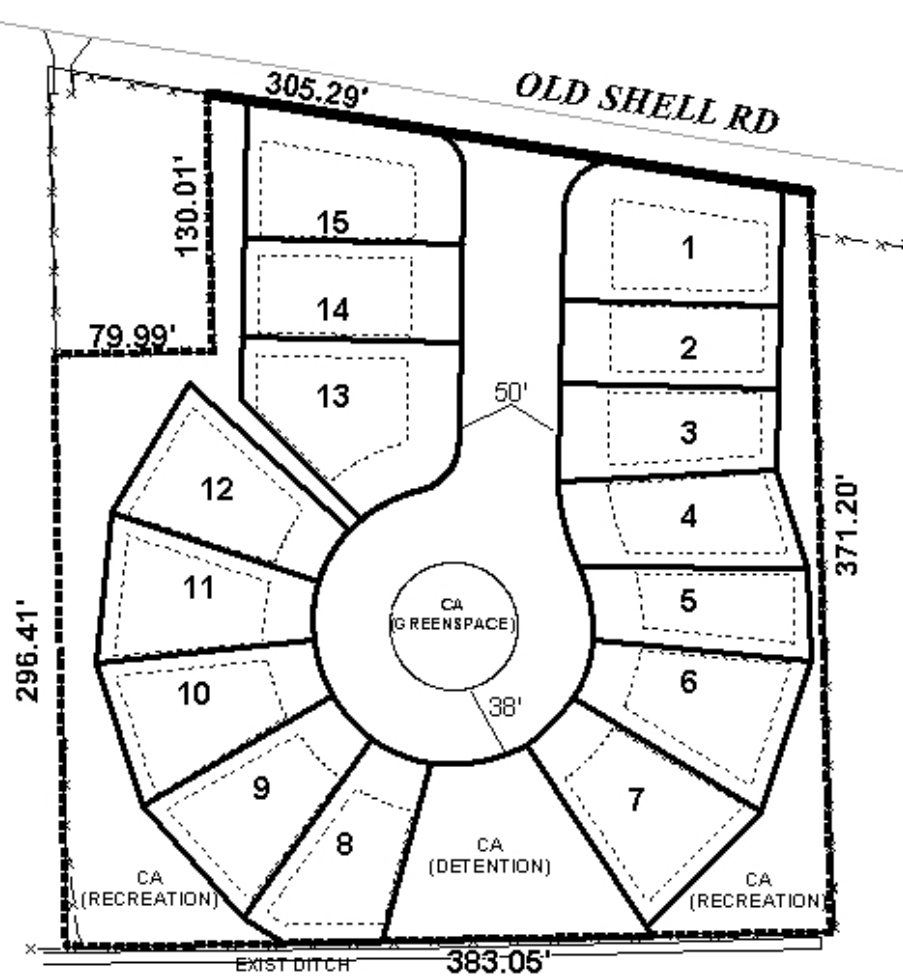 305.29'
OLD SHELL RD
130.01'
15
1
14
79.99'
2
13
50'
3
12
4
371.20'
11
5
CA
(GREENSPACE)
296.41'
10
6
38'
9
7
8
CA
(DETENTION)
CA
(RECREATION)
CA
(RECREATION)
EXIST DITCH
383.05'